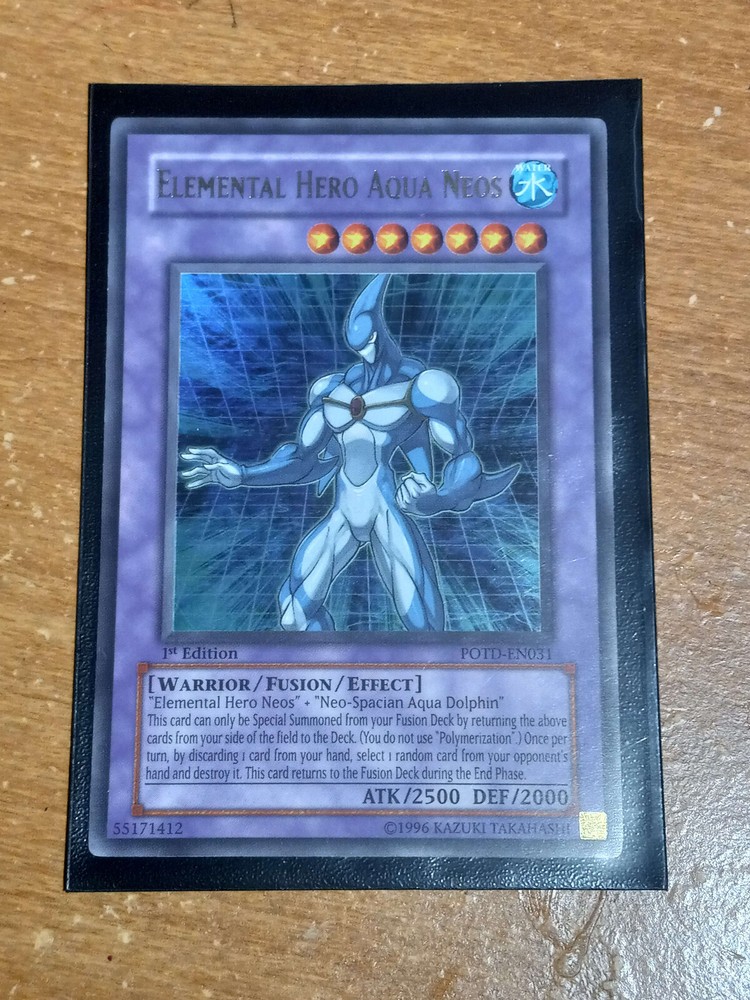 ELEMENTAL HERO AQUA NEOS
WATER
水
1st Edition
POTD-EN031
[WARRIOR/FUSION/EFFECT]
"Elemental Hero Neos" + "Neo-Spacian Aqua Dolphin"
This card can only be Special Summoned from your Fusion Deck by returning the above
cards from your side of the field to the Deck. (You do not use "Polymerization".) Once per
turn, by discarding 1 card from your hand, select 1 random card from your opponent's
hand and destroy it. This card returns to the Fusion Deck during the End Phase.
ATK/2500 DEF/2000
55171412
©1996 KAZUKI TAKAHASHI